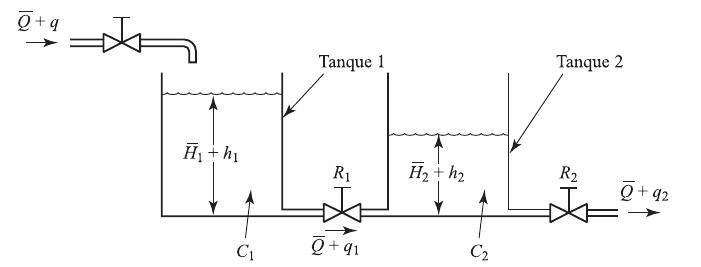 Q̅ + q
Tanque 1
Tanque 2
H̅₁ + h₁
R₁
H̅₂ + h₂
R₂
Q̅ + q₂
C₁
Q̅ + q₁
C₂